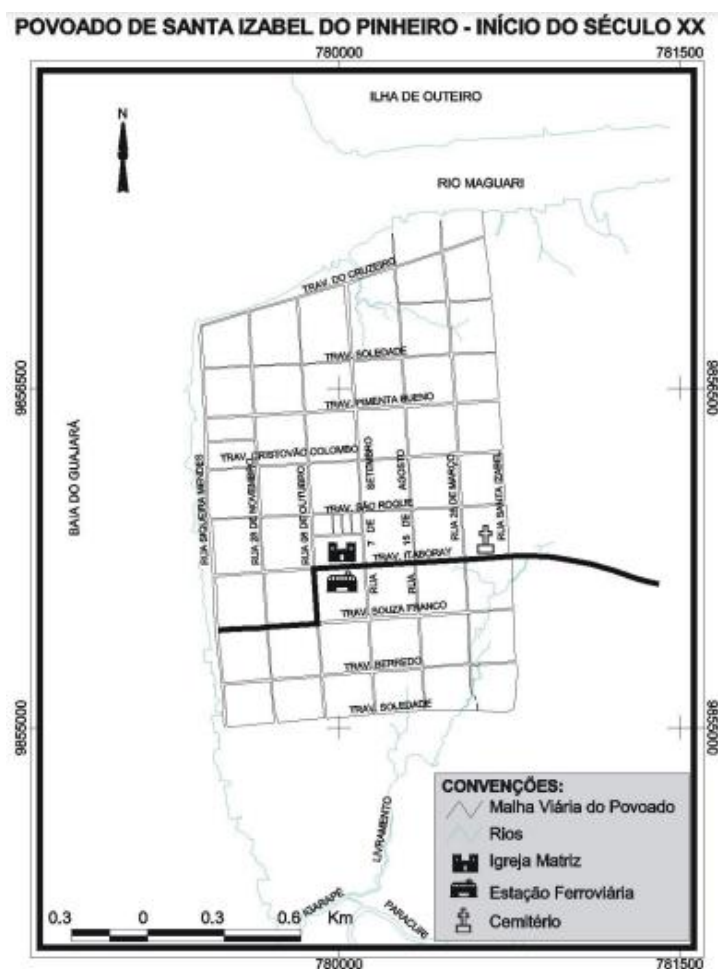 POVOADO DE SANTA IZABEL DO PINHEIRO - INÍCIO DO SÉCULO XX
780000
781500
ILHA DE OUTEIRO
N
RIO MAGUARI
TRAV. DO CRUZEIRO
TRAV. SOLEDADE
9856500
9856500
TRAV. PIMENTA BUENO
BAIA DO GUAJARÁ
TRAV. CRISTOVÃO COLOMBO
RUA SIQUEIRA MENDES
RUA 28 DE NOVEMBRO
RUA 08 DE OUTUBRO
RUA 7 DE SETEMBRO
RUA 15 DE AGOSTO
RUA 25 DE MARÇO
RUA SANTA IZABEL
TRAV. SÃO ROQUE
TRAV. ITABORAY
TRAV. SOUZA FRANCO
TRAV. BERREDO
TRAV. SOLEDADE
9855000
9855000
LIVRAMENTO
IGARAPÉ
PARACURI
CONVENÇÕES:
Malha Viária do Povoado
Rios
Igreja Matriz
Estação Ferroviária
Cemitério
0.3 0 0.3 0.6 Km
780000
781500